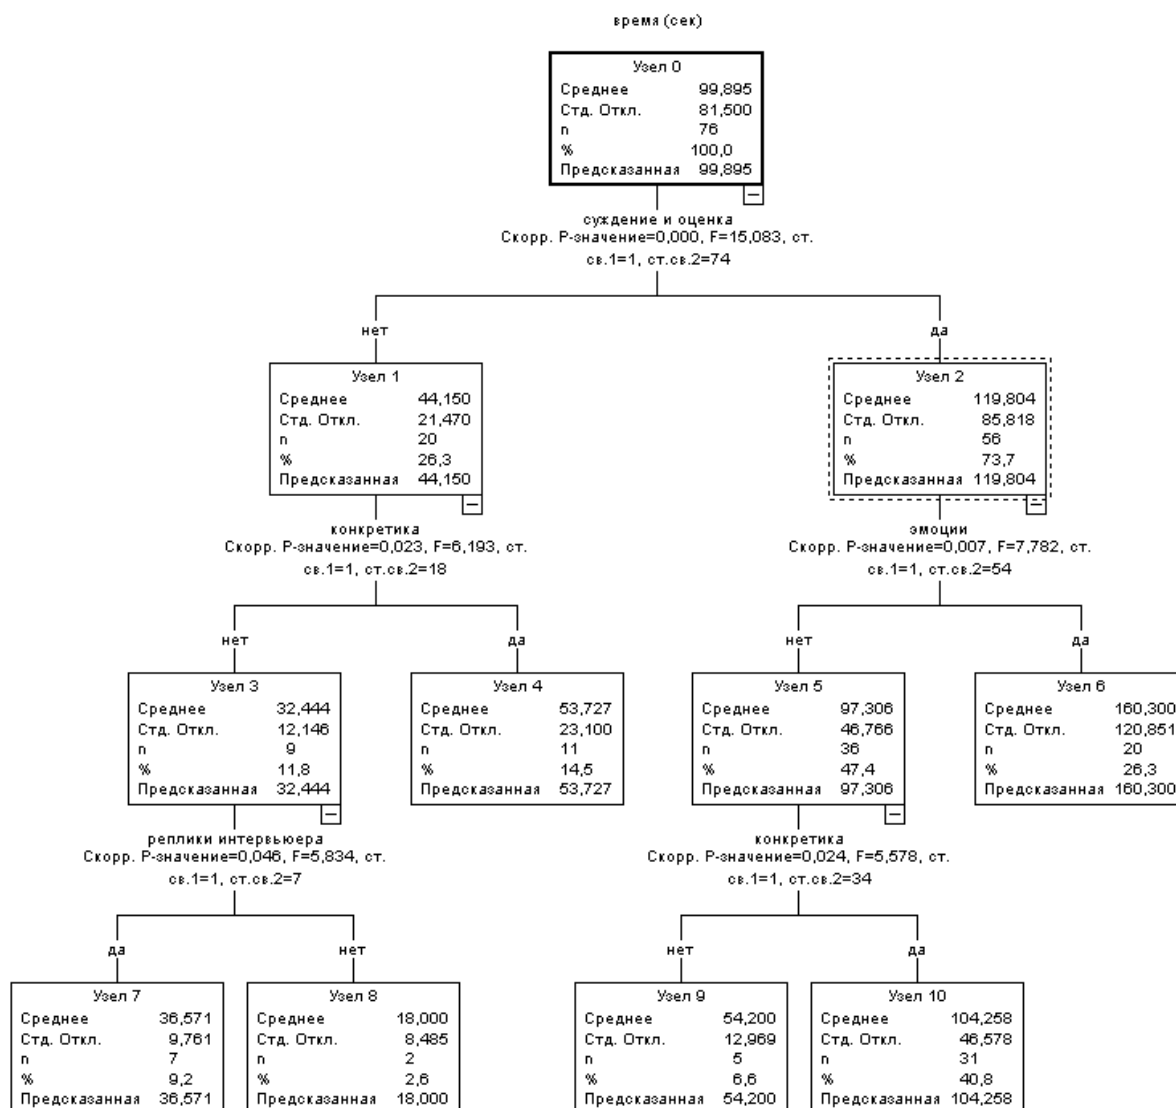 время (сек)
Узел 0
Среднее 99,895
Стд. Откл. 81,500
n 76
% 100,0
Предсказанная 99,895
суждение и оценка
Скорр. P-значение=0,000, F=15,083, ст.
св.1=1, ст.св.2=74
нет
да
Узел 1
Среднее 44,150
Стд. Откл. 21,470
n 20
% 26,3
Предсказанная 44,150
Узел 2
Среднее 119,804
Стд. Откл. 85,818
n 56
% 73,7
Предсказанная 119,804
конкретика
Скорр. P-значение=0,023, F=6,193, ст.
св.1=1, ст.св.2=18
эмоции
Скорр. P-значение=0,007, F=7,782, ст.
св.1=1, ст.св.2=54
нет
да
нет
да
Узел 3
Среднее 32,444
Стд. Откл. 12,146
n 9
% 11,8
Предсказанная 32,444
Узел 4
Среднее 53,727
Стд. Откл. 23,100
n 11
% 14,5
Предсказанная 53,727
Узел 5
Среднее 97,306
Стд. Откл. 46,766
n 36
% 47,4
Предсказанная 97,306
Узел 6
Среднее 160,300
Стд. Откл. 120,851
n 20
% 26,3
Предсказанная 160,300
реплики интервьюера
Скорр. P-значение=0,046, F=5,834, ст.
св.1=1, ст.св.2=7
конкретика
Скорр. P-значение=0,024, F=5,578, ст.
св.1=1, ст.св.2=34
да
нет
нет
да
Узел 7
Среднее 36,571
Стд. Откл. 9,761
n 7
% 9,2
Предсказанная 36,571
Узел 8
Среднее 18,000
Стд. Откл. 8,485
n 2
% 2,6
Предсказанная 18,000
Узел 9
Среднее 54,200
Стд. Откл. 12,969
n 5
% 6,6
Предсказанная 54,200
Узел 10
Среднее 104,258
Стд. Откл. 46,578
n 31
% 40,8
Предсказанная 104,258